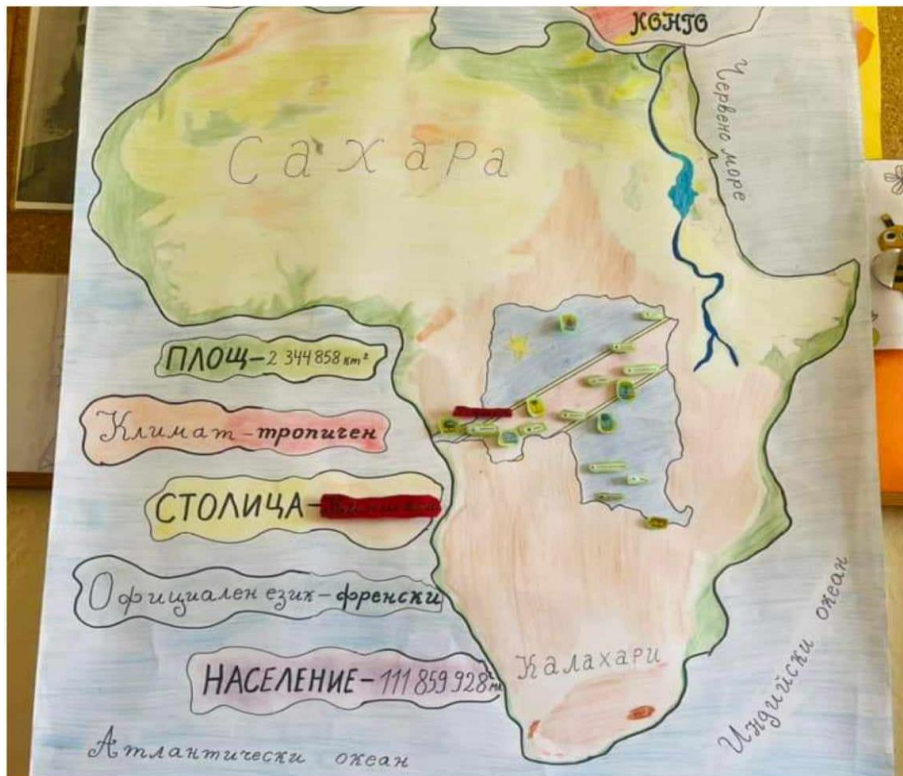 КОНГО
Червено море
Сахара
ПЛОЩ-2 344 858 km²
Климат-тропичен
СТОЛИЦА-
Официален език-френски
НАСЕЛЕНИЕ-111 859 928
Калахари
Индийски океан
Атлантически океан